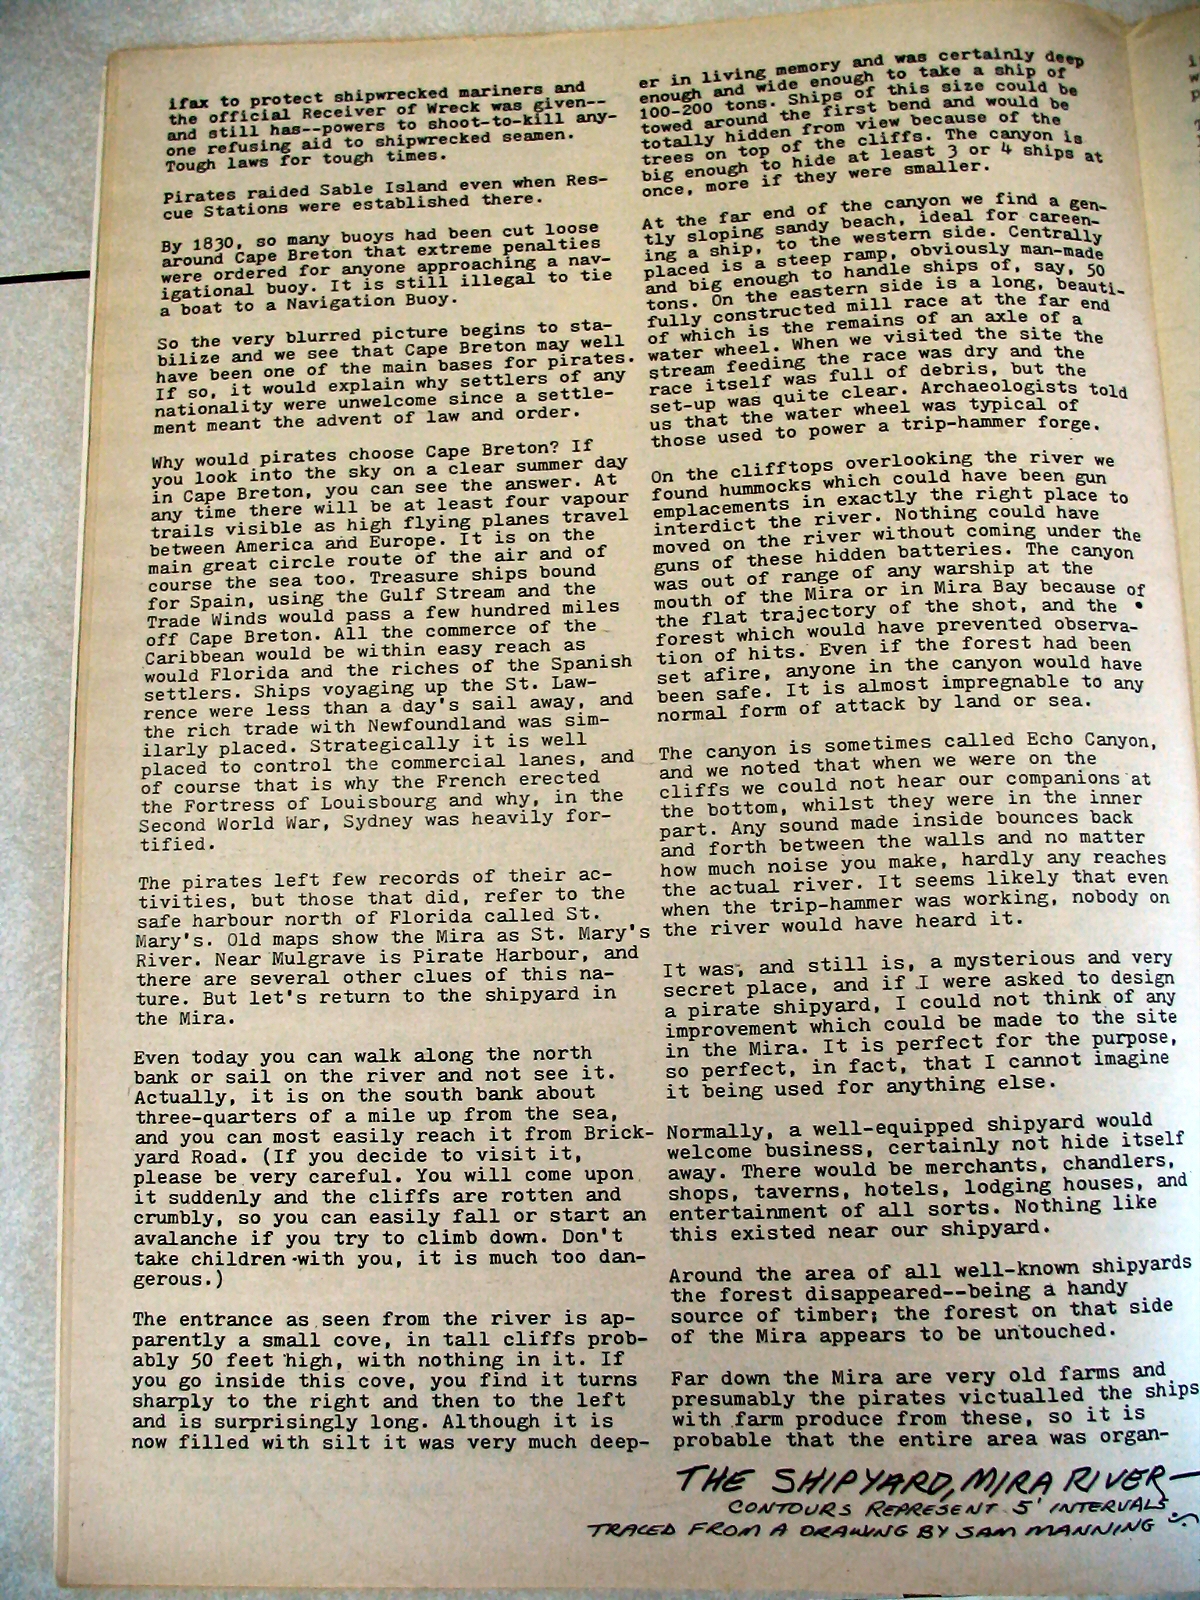 ifax to protect shipwrecked mariners and
the official Receiver of Wreck was given--
and still has--powers to shoot-to-kill any-
one refusing aid to shipwrecked seamen.
Tough laws for tough times.
Pirates raided Sable Island even when Res-
cue Stations were established there.
By 1830, so many buoys had been cut loose
around Cape Breton that extreme penalties
were ordered for anyone approaching a nav-
igational buoy. It is still illegal to tie
a boat to a Navigation Buoy.
So the very blurred picture begins to sta-
bilize and we see that Cape Breton may well
have been one of the main bases for pirates.
If so, it would explain why settlers of any
nationality were unwelcome since a settle-
ment meant the advent of law and order.
Why would pirates choose Cape Breton? If
you look into the sky on a clear summer day
in Cape Breton, you can see the answer. At
any time there will be at least four vapour
trails visible as high flying planes travel
between America and Europe. It is on the
main great circle route of the air and of
course the sea too. Treasure ships bound
for Spain, using the Gulf Stream and the
Trade Winds would pass a few hundred miles
off Cape Breton. All the commerce of the
Caribbean would be within easy reach as
would Florida and the riches of the Spanish
settlers. Ships voyaging up the St. Law-
rence were less than a day's sail away, and
the rich trade with Newfoundland was sim-
ilarly placed. Strategically it is well
placed to control the commercial lanes, and
of course that is why the French erected
the Fortress of Louisbourg and why, in the
Second World War, Sydney was heavily for-
tified.
The pirates left few records of their ac-
tivities, but those that did, refer to the
safe harbour north of Florida called St.
Mary's. Old maps show the Mira as St. Mary's
River. Near Mulgrave is Pirate Harbour, and
there are several other clues of this na-
ture. But let's return to the shipyard in
the Mira.
Even today you can walk along the north
bank or sail on the river and not see it.
Actually, it is on the south bank about
three-quarters of a mile up from the sea,
and you can most easily reach it from Brick-
yard Road. (If you decide to visit it,
please be very careful. You will come upon
it suddenly and the cliffs are rotten and
crumbly, so you can easily fall or start an
avalanche if you try to climb down. Don't
take children with you, it is much too dan-
gerous.)
The entrance as seen from the river is ap-
parently a small cove, in tall cliffs prob-
ably 50 feet high, with nothing in it. If
you go inside this cove, you find it turns
sharply to the right and then to the left
and is surprisingly long. Although it is
now filled with silt it was very much deep-
er in living memory and was certainly deep
enough and wide enough to take a ship of
100-200 tons. Ships of this size could be
towed around the first bend and would be
totally hidden from view because of the
trees on top of the cliffs. The canyon is
big enough to hide at least 3 or 4 ships at
once, more if they were smaller.
At the far end of the canyon we find a gen-
tly sloping sandy beach, ideal for careen-
ing a ship, to the western side. Centrally
placed is a steep ramp, obviously man-made
and big enough to handle ships of, say, 50
tons. On the eastern side is a long, beauti-
fully constructed mill race at the far end
of which is the remains of an axle of a
water wheel. When we visited the site the
stream feeding the race was dry and the
race itself was full of debris, but the
set-up was quite clear. Archaeologists told
us that the water wheel was typical of
those used to power a trip-hammer forge.
On the clifftops overlooking the river we
found hummocks which could have been gun
emplacements in exactly the right place to
interdict the river. Nothing could have
moved on the river without coming under the
guns of these hidden batteries. The canyon
was out of range of any warship at the
mouth of the Mira or in Mira Bay because of
the flat trajectory of the shot, and the
forest which would have prevented observa-
tion of hits. Even if the forest had been
set afire, anyone in the canyon would have
been safe. It is almost impregnable to any
normal form of attack by land or sea.
The canyon is sometimes called Echo Canyon,
and we noted that when we were on the
cliffs we could not hear our companions at
the bottom, whilst they were in the inner
part. Any sound made inside bounces back
and forth between the walls and no matter
how much noise you make, hardly any reaches
the actual river. It seems likely that even
when the trip-hammer was working, nobody on
the river would have heard it.
It was, and still is, a mysterious and very
secret place, and if I were asked to design
a pirate shipyard, I could not think of any
improvement which could be made to the site
in the Mira. It is perfect for the purpose,
so perfect, in fact, that I cannot imagine
it being used for anything else.
Normally, a well-equipped shipyard would
welcome business, certainly not hide itself
away. There would be merchants, chandlers,
shops, taverns, hotels, lodging houses, and
entertainment of all sorts. Nothing like
this existed near our shipyard.
Around the area of all well-known shipyards
the forest disappeared--being a handy
source of timber; the forest on that side
of the Mira appears to be untouched.
Far down the Mira are very old farms and
presumably the pirates victualled the ships
with farm produce from these, so it is
probable that the entire area was organ-
THE SHIPYARD, MIRA RIVER—
CONTOURS REPRESENT 5' INTERVALS
TRACED FROM A DRAWING BY SAM MANNING